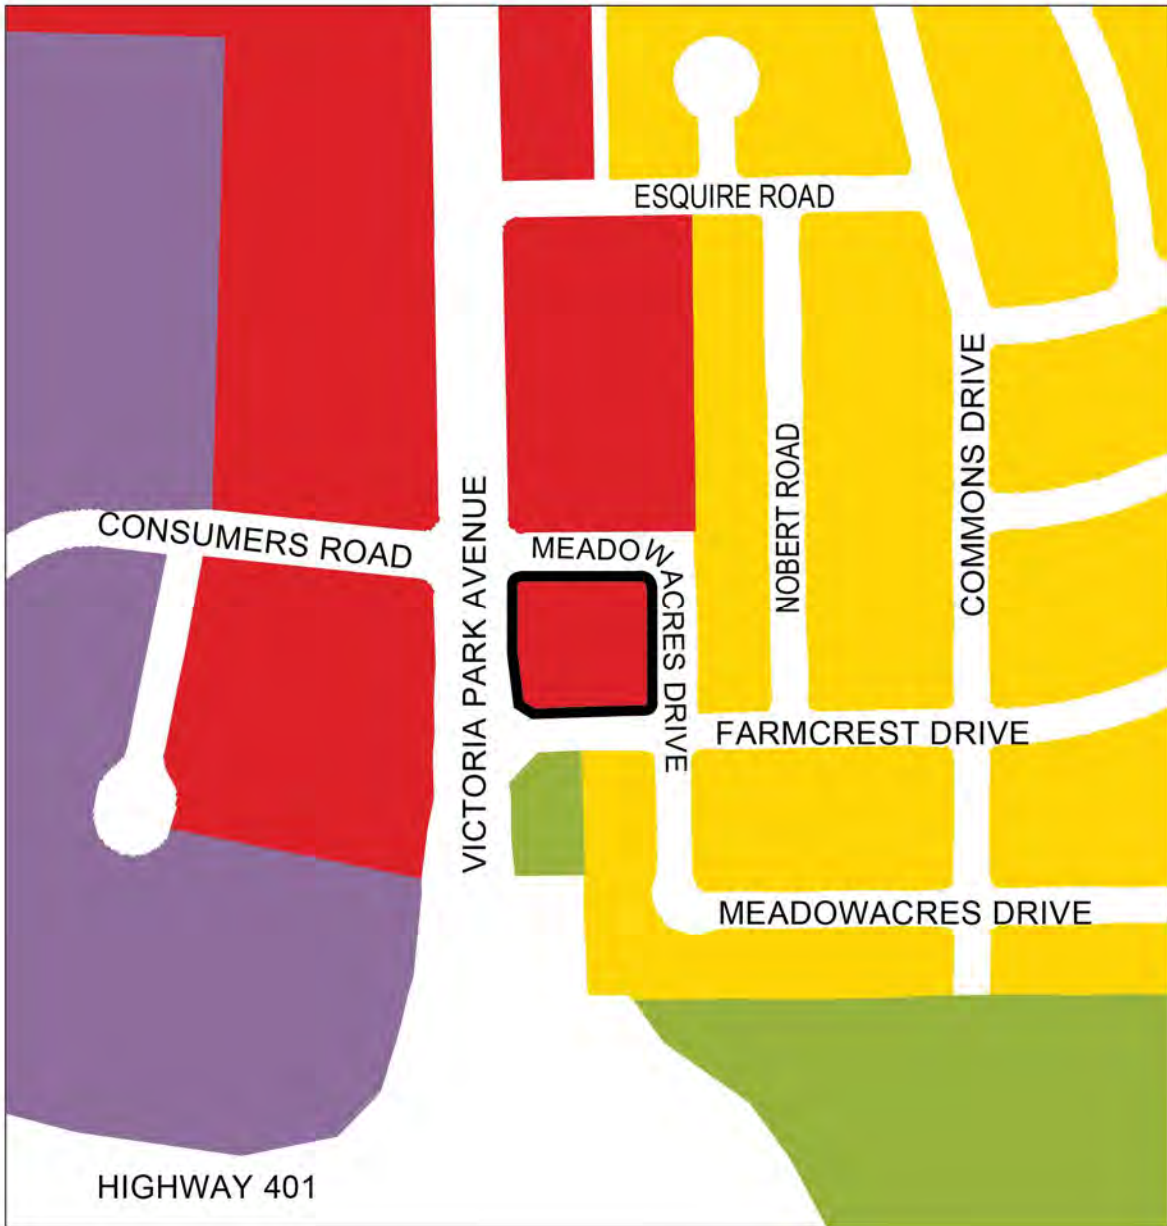 ESQUIRE ROAD
CONSUMERS ROAD
VICTORIA PARK AVENUE
MEADOWACRES DRIVE
NOBERT ROAD
COMMONS DRIVE
FARMCREST DRIVE
MEADOWACRES DRIVE
HIGHWAY 401